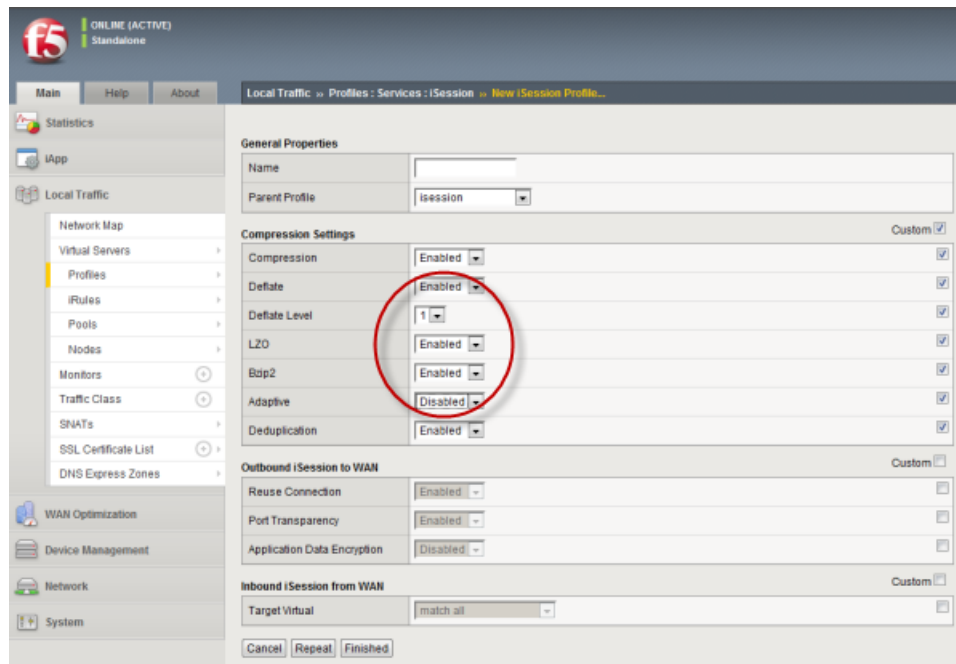 f5
ONLINE (ACTIVE)
Standalone
Main Help About
Local Traffic » Profiles : Services : iSession » New iSession Profile...
Statistics
iApp
Local Traffic
Network Map
Virtual Servers
Profiles
iRules
Pools
Nodes
Monitors
Traffic Class
SNATs
SSL Certificate List
DNS Express Zones
WAN Optimization
Device Management
Network
System
General Properties
Name
Parent Profile isession
Compression Settings Custom
Compression Enabled
Deflate Enabled
Deflate Level 1
LZO Enabled
Bzip2 Enabled
Adaptive Disabled
Deduplication Enabled
Outbound iSession to WAN Custom
Reuse Connection Enabled
Port Transparency Enabled
Application Data Encryption Disabled
Inbound iSession from WAN Custom
Target Virtual match all
Cancel Repeat Finished